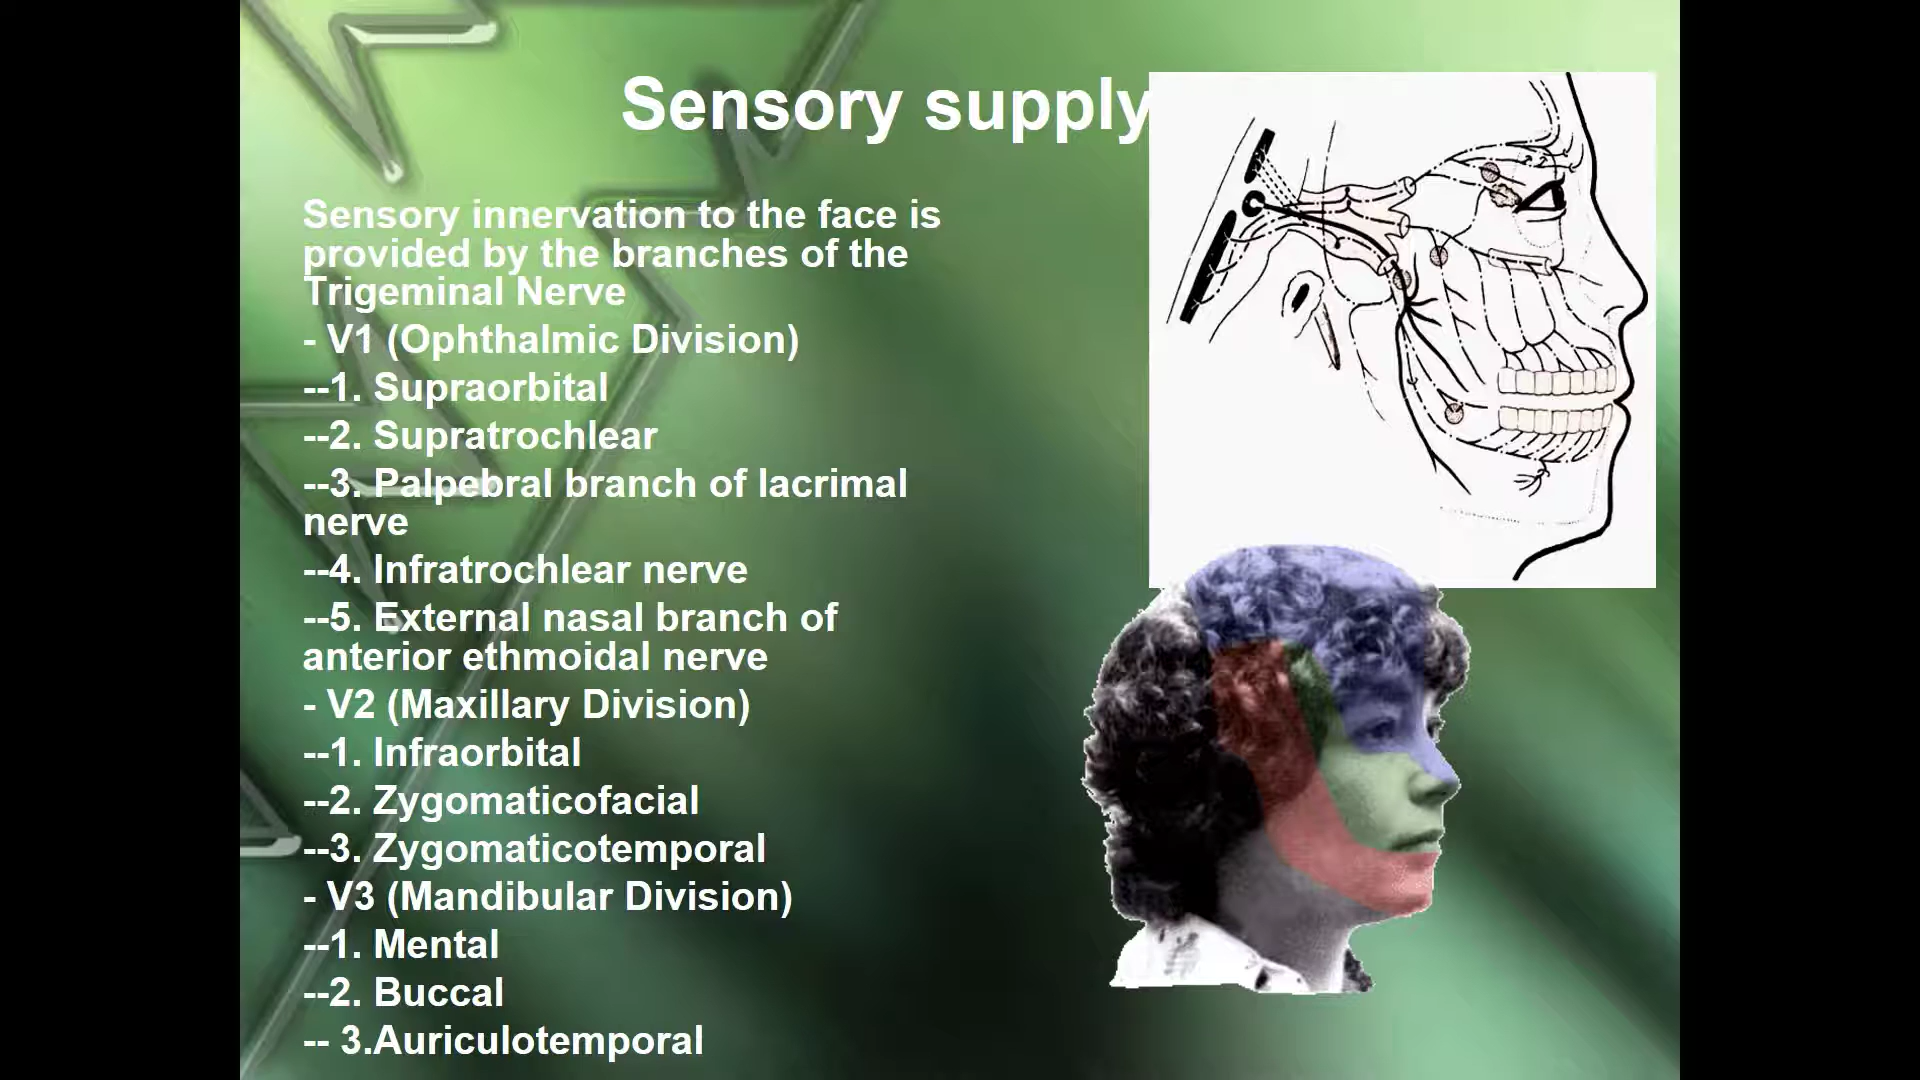 Sensory supply
Sensory innervation to the face is
provided by the branches of the
Trigeminal Nerve
- V1 (Ophthalmic Division)
--1. Supraorbital
--2. Supratrochlear
--3. Palpebral branch of lacrimal
nerve
--4. Infratrochlear nerve
--5. External nasal branch of
anterior ethmoidal nerve
- V2 (Maxillary Division)
--1. Infraorbital
--2. Zygomaticofacial
--3. Zygomaticotemporal
- V3 (Mandibular Division)
--1. Mental
--2. Buccal
-- 3.Auriculotemporal